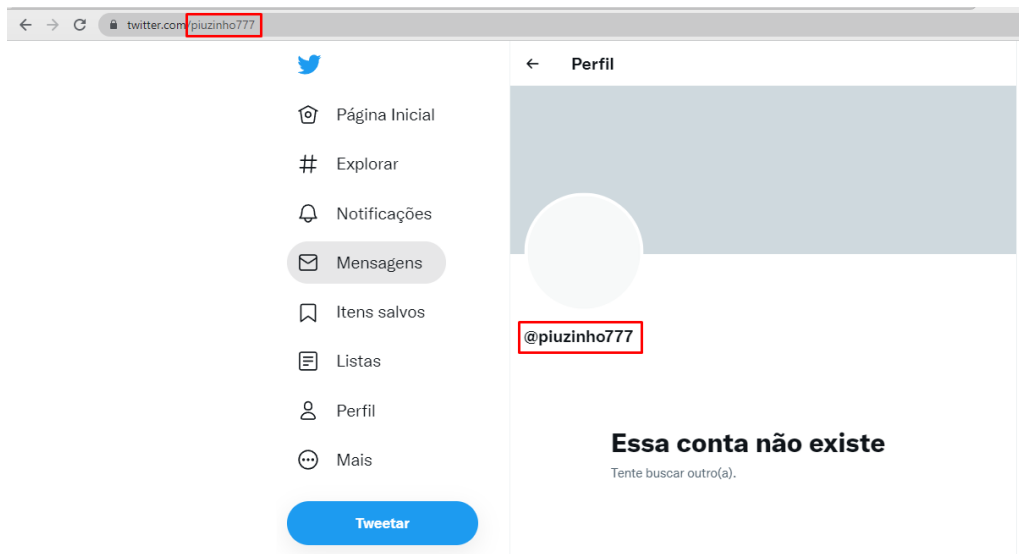 twitter.com/piuzinho777
Perfil
Página Inicial
Explorar
Notificações
Mensagens
Itens salvos
Listas
Perfil
Mais
Tweetar
@piuzinho777
Essa conta não existe
Tente buscar outro(a).